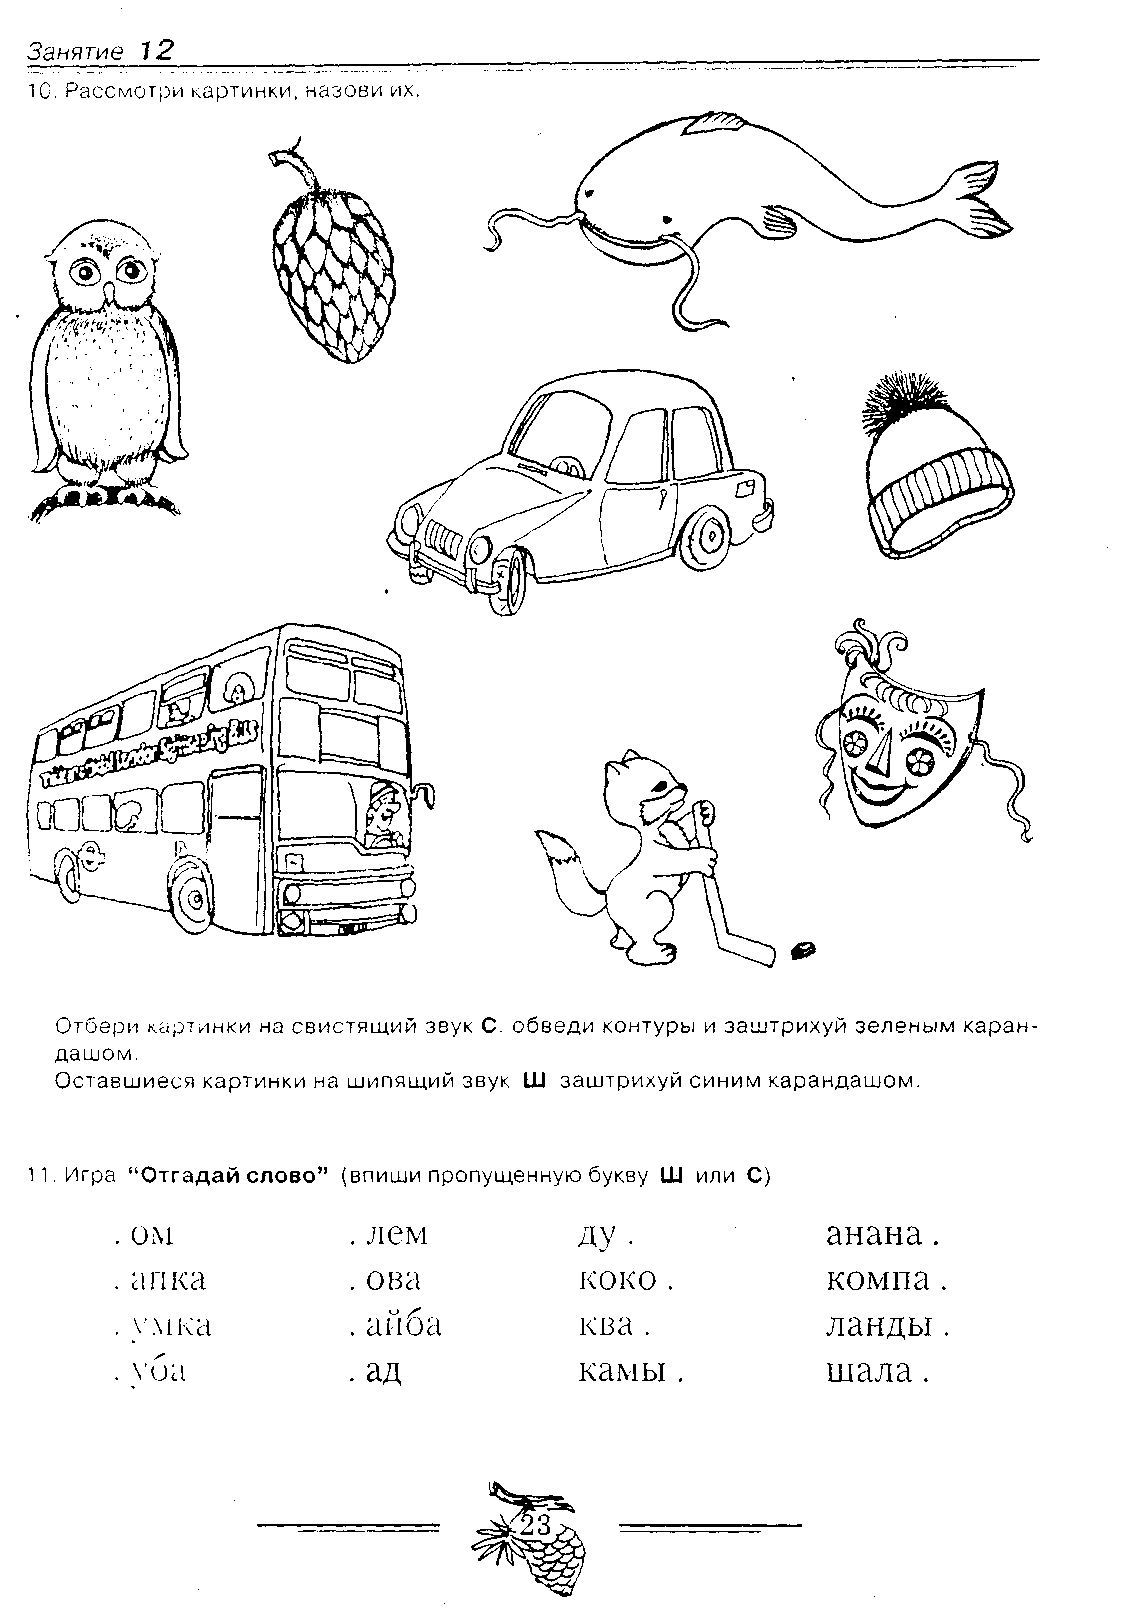 Занятие 12
10. Рассмотри картинки, назови их.
Отбери картинки на свистящий звук С. обведи контуры и заштрихуй зеленым каран-
дашом.
Оставшиеся картинки на шипящий звук Ш заштрихуй синим карандашом.
11. Игра “Отгадай слово” (впиши пропущенную букву Ш или С)
. ом . лем ду . анана .
. апка . ова коко . компа .
. умка . айба ква . ланды .
. уба . ад камы . шала .
23